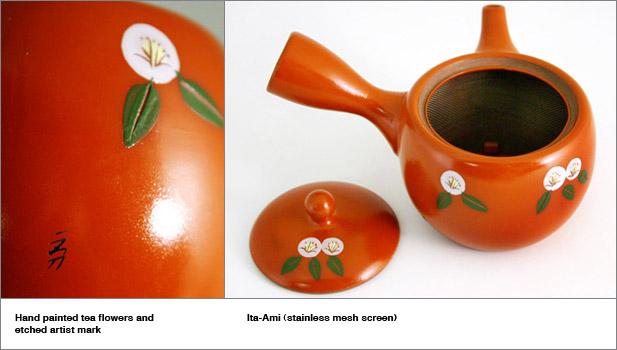 Hand painted tea flowers and
etched artist mark
Ita-Ami (stainless mesh screen)